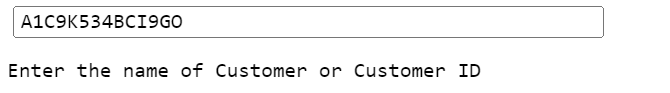 A1C9K534BCI9GO
Enter the name of Customer or Customer ID